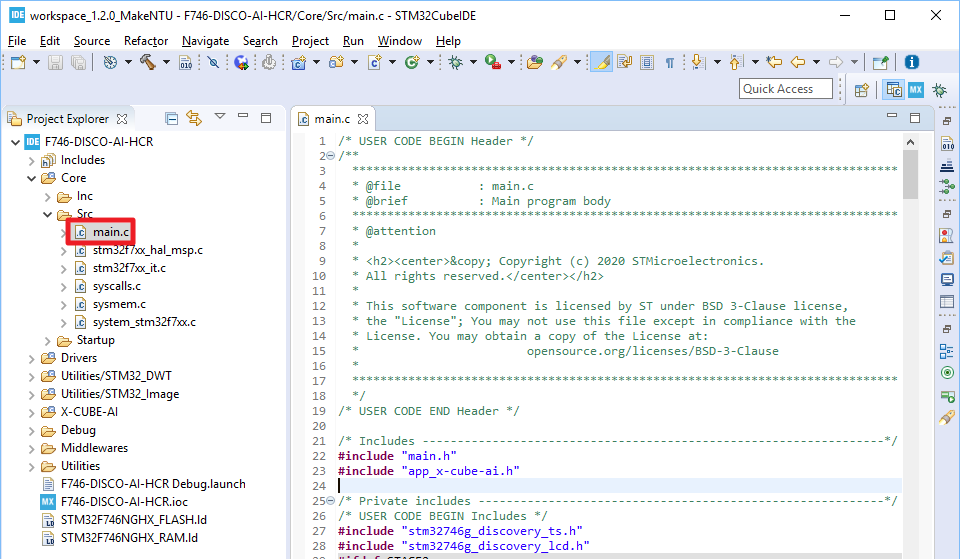 IDE workspace_1.2.0_MakeNTU - F746-DISCO-AI-HCR/Core/Src/main.c - STM32CubeIDE
File Edit Source Refactor Navigate Search Project Run Window Help
Quick Access
MX
Project Explorer
IDE F746-DISCO-AI-HCR
Includes
Core
Inc
Src
main.c
stm32f7xx_hal_msp.c
stm32f7xx_it.c
syscalls.c
sysmem.c
system_stm32f7xx.c
Startup
Drivers
Utilities/STM32_DWT
Utilities/STM32_Image
X-CUBE-AI
Debug
Middlewares
Utilities
F746-DISCO-AI-HCR Debug.launch
MX F746-DISCO-AI-HCR.ioc
STM32F746NGHX_FLASH.ld
STM32F746NGHX_RAM.ld
main.c
1 /* USER CODE BEGIN Header */
2 /**
3 ******************************************************************************
4 * @file : main.c
5 * @brief : Main program body
6 ******************************************************************************
7 * @attention
8 *
9 * <h2><center>&copy; Copyright (c) 2020 STMicroelectronics.
10 * All rights reserved.</center></h2>
11 *
12 * This software component is licensed by ST under BSD 3-Clause license,
13 * the "License"; You may not use this file except in compliance with the
14 * License. You may obtain a copy of the License at:
15 * opensource.org/licenses/BSD-3-Clause
16 *
17 ******************************************************************************
18 */
19 /* USER CODE END Header */
20
21 /* Includes ------------------------------------------------------------------*/
22 #include "main.h"
23 #include "app_x-cube-ai.h"
24
25 /* Private includes ----------------------------------------------------------*/
26 /* USER CODE BEGIN Includes */
27 #include "stm32746g_discovery_ts.h"
28 #include "stm32746g_discovery_lcd.h"